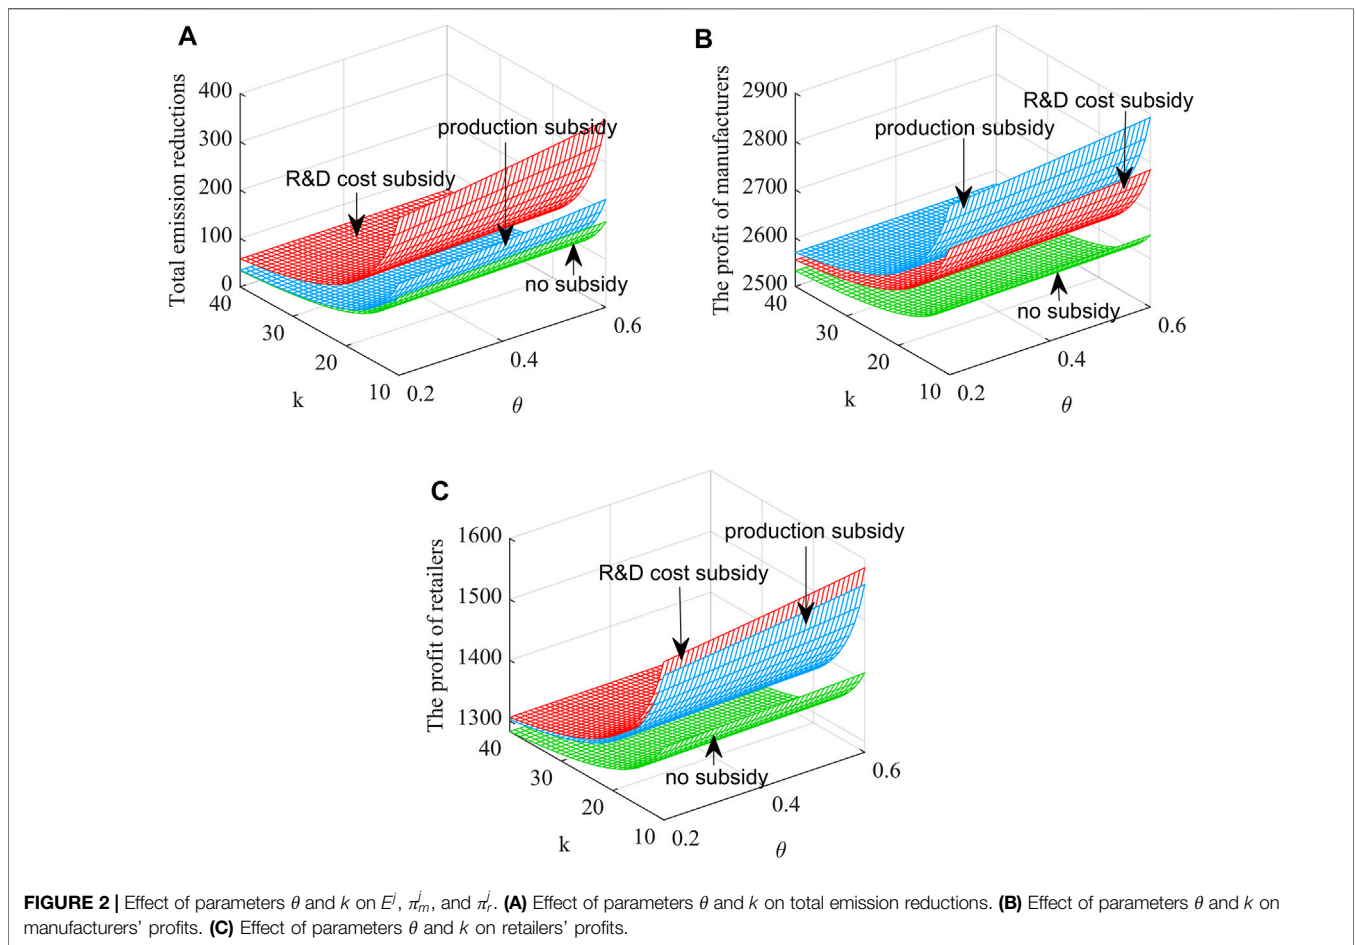 A
Total emission reductions
400
300
200
100
0
production subsidy
R&D cost subsidy
no subsidy
40
30
20
10
k
0.2
0.4
0.6
θ
B
The profit of manufacturers
2900
2800
2700
2600
2500
R&D cost subsidy
production subsidy
no subsidy
40
30
20
10
k
0.2
0.4
0.6
θ
C
The profit of retailers
1600
1500
1400
1300
production subsidy
R&D cost subsidy
no subsidy
40
30
20
10
k
0.2
0.4
0.6
θ
FIGURE 2 | Effect of parameters θ and k on E^j, π_m^j, and π_r^j. (A) Effect of parameters θ and k on total emission reductions. (B) Effect of parameters θ and k on
manufacturers’ profits. (C) Effect of parameters θ and k on retailers’ profits.